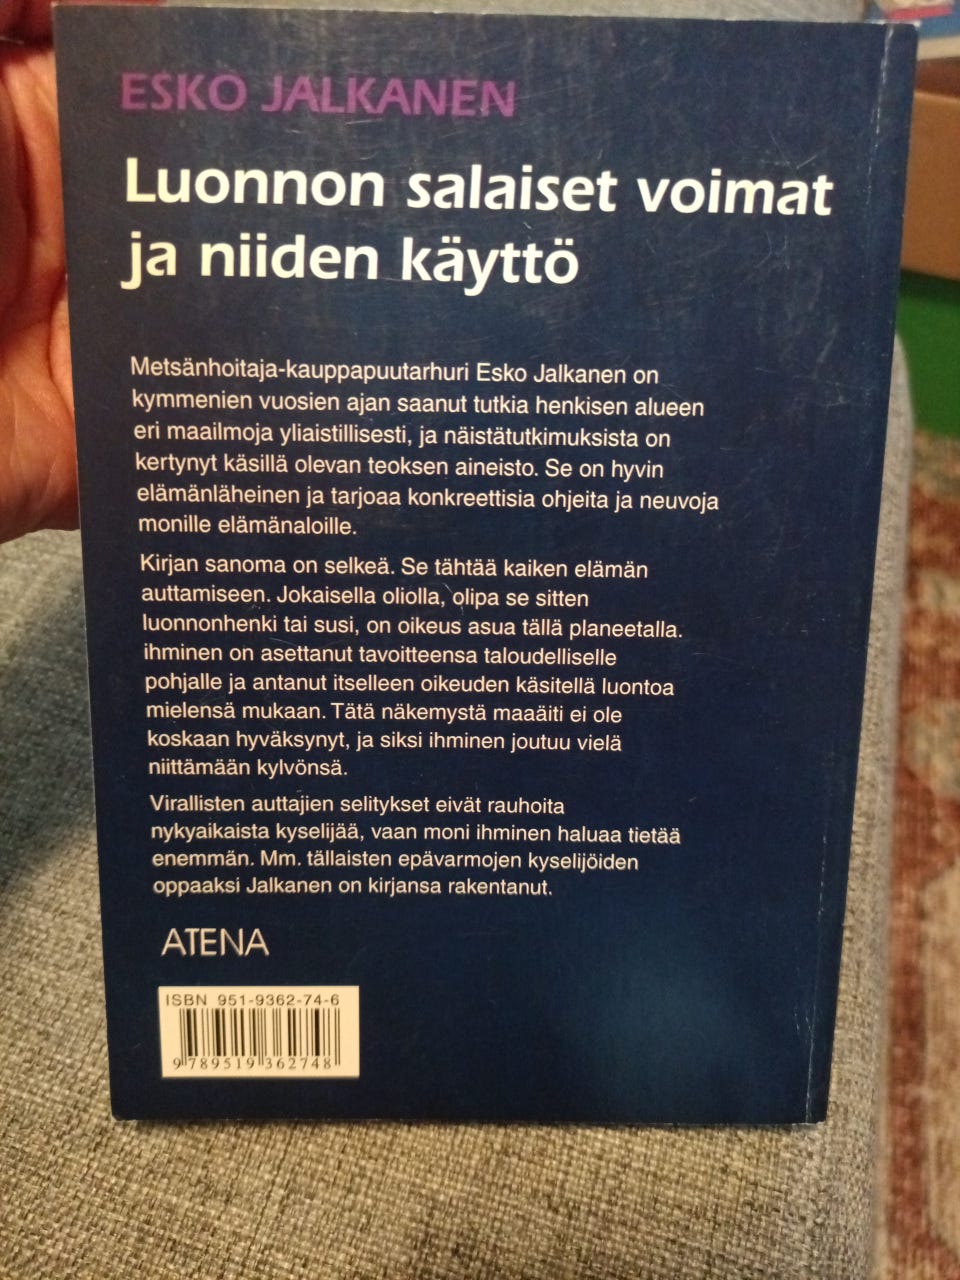 ESKO JALKANEN
Luonnon salaiset voimat
ja niiden käyttö
Metsänhoitaja-kauppapuutarhuri Esko Jalkanen on
kymmenien vuosien ajan saanut tutkia henkisen alueen
eri maailmoja yliaistillisesti, ja näistätutkimuksista on
kertynyt käsillä olevan teoksen aineisto. Se on hyvin
elämänläheinen ja tarjoaa konkreettisia ohjeita ja neuvoja
monille elämänaloille.
Kirjan sanoma on selkeä. Se tähtää kaiken elämän
auttamiseen. Jokaisella oliolla, olipa se sitten
luonnonhenki tai susi, on oikeus asua tällä planeetalla.
ihminen on asettanut tavoitteensa taloudelliselle
pohjalle ja antanut itselleen oikeuden käsitellä luontoa
mielensä mukaan. Tätä näkemystä maaäiti ei ole
koskaan hyväksynyt, ja siksi ihminen joutuu vielä
niittämään kylvönsä.
Virallisten auttajien selitykset eivät rauhoita
nykyaikaista kyselijää, vaan moni ihminen haluaa tietää
enemmän. Mm. tällaisten epävarmojen kyselijöiden
oppaaksi Jalkanen on kirjansa rakentanut.
ATENA
ISBN 951-9362-74-6
9 789519 362748